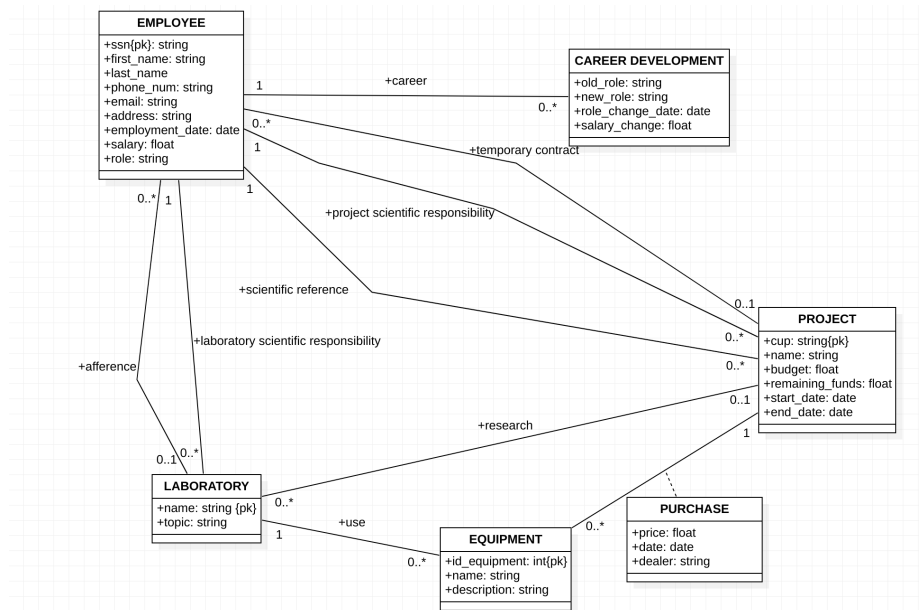 EMPLOYEE
+ssn{pk}: string
+first_name: string
+last_name
+phone_num: string
+email: string
+address: string
+employment_date: date
+salary: float
+role: string
CAREER DEVELOPMENT
+old_role: string
+new_role: string
+role_change_date: date
+salary_change: float
1
+career
0..*
0..*
+temporary contract
0..1
1
+project scientific responsibility
0..*
1
+scientific reference
0..*
0..*
1
+laboratory scientific responsibility
+afference
0..1
0..*
PROJECT
+cup: string{pk}
+name: string
+budget: float
+remaining_funds: float
+start_date: date
+end_date: date
0..1
+research
0..*
1
0..*
LABORATORY
+name: string {pk}
+topic: string
+use
1
0..*
EQUIPMENT
+id_equipment: int{pk}
+name: string
+description: string
PURCHASE
+price: float
+date: date
+dealer: string